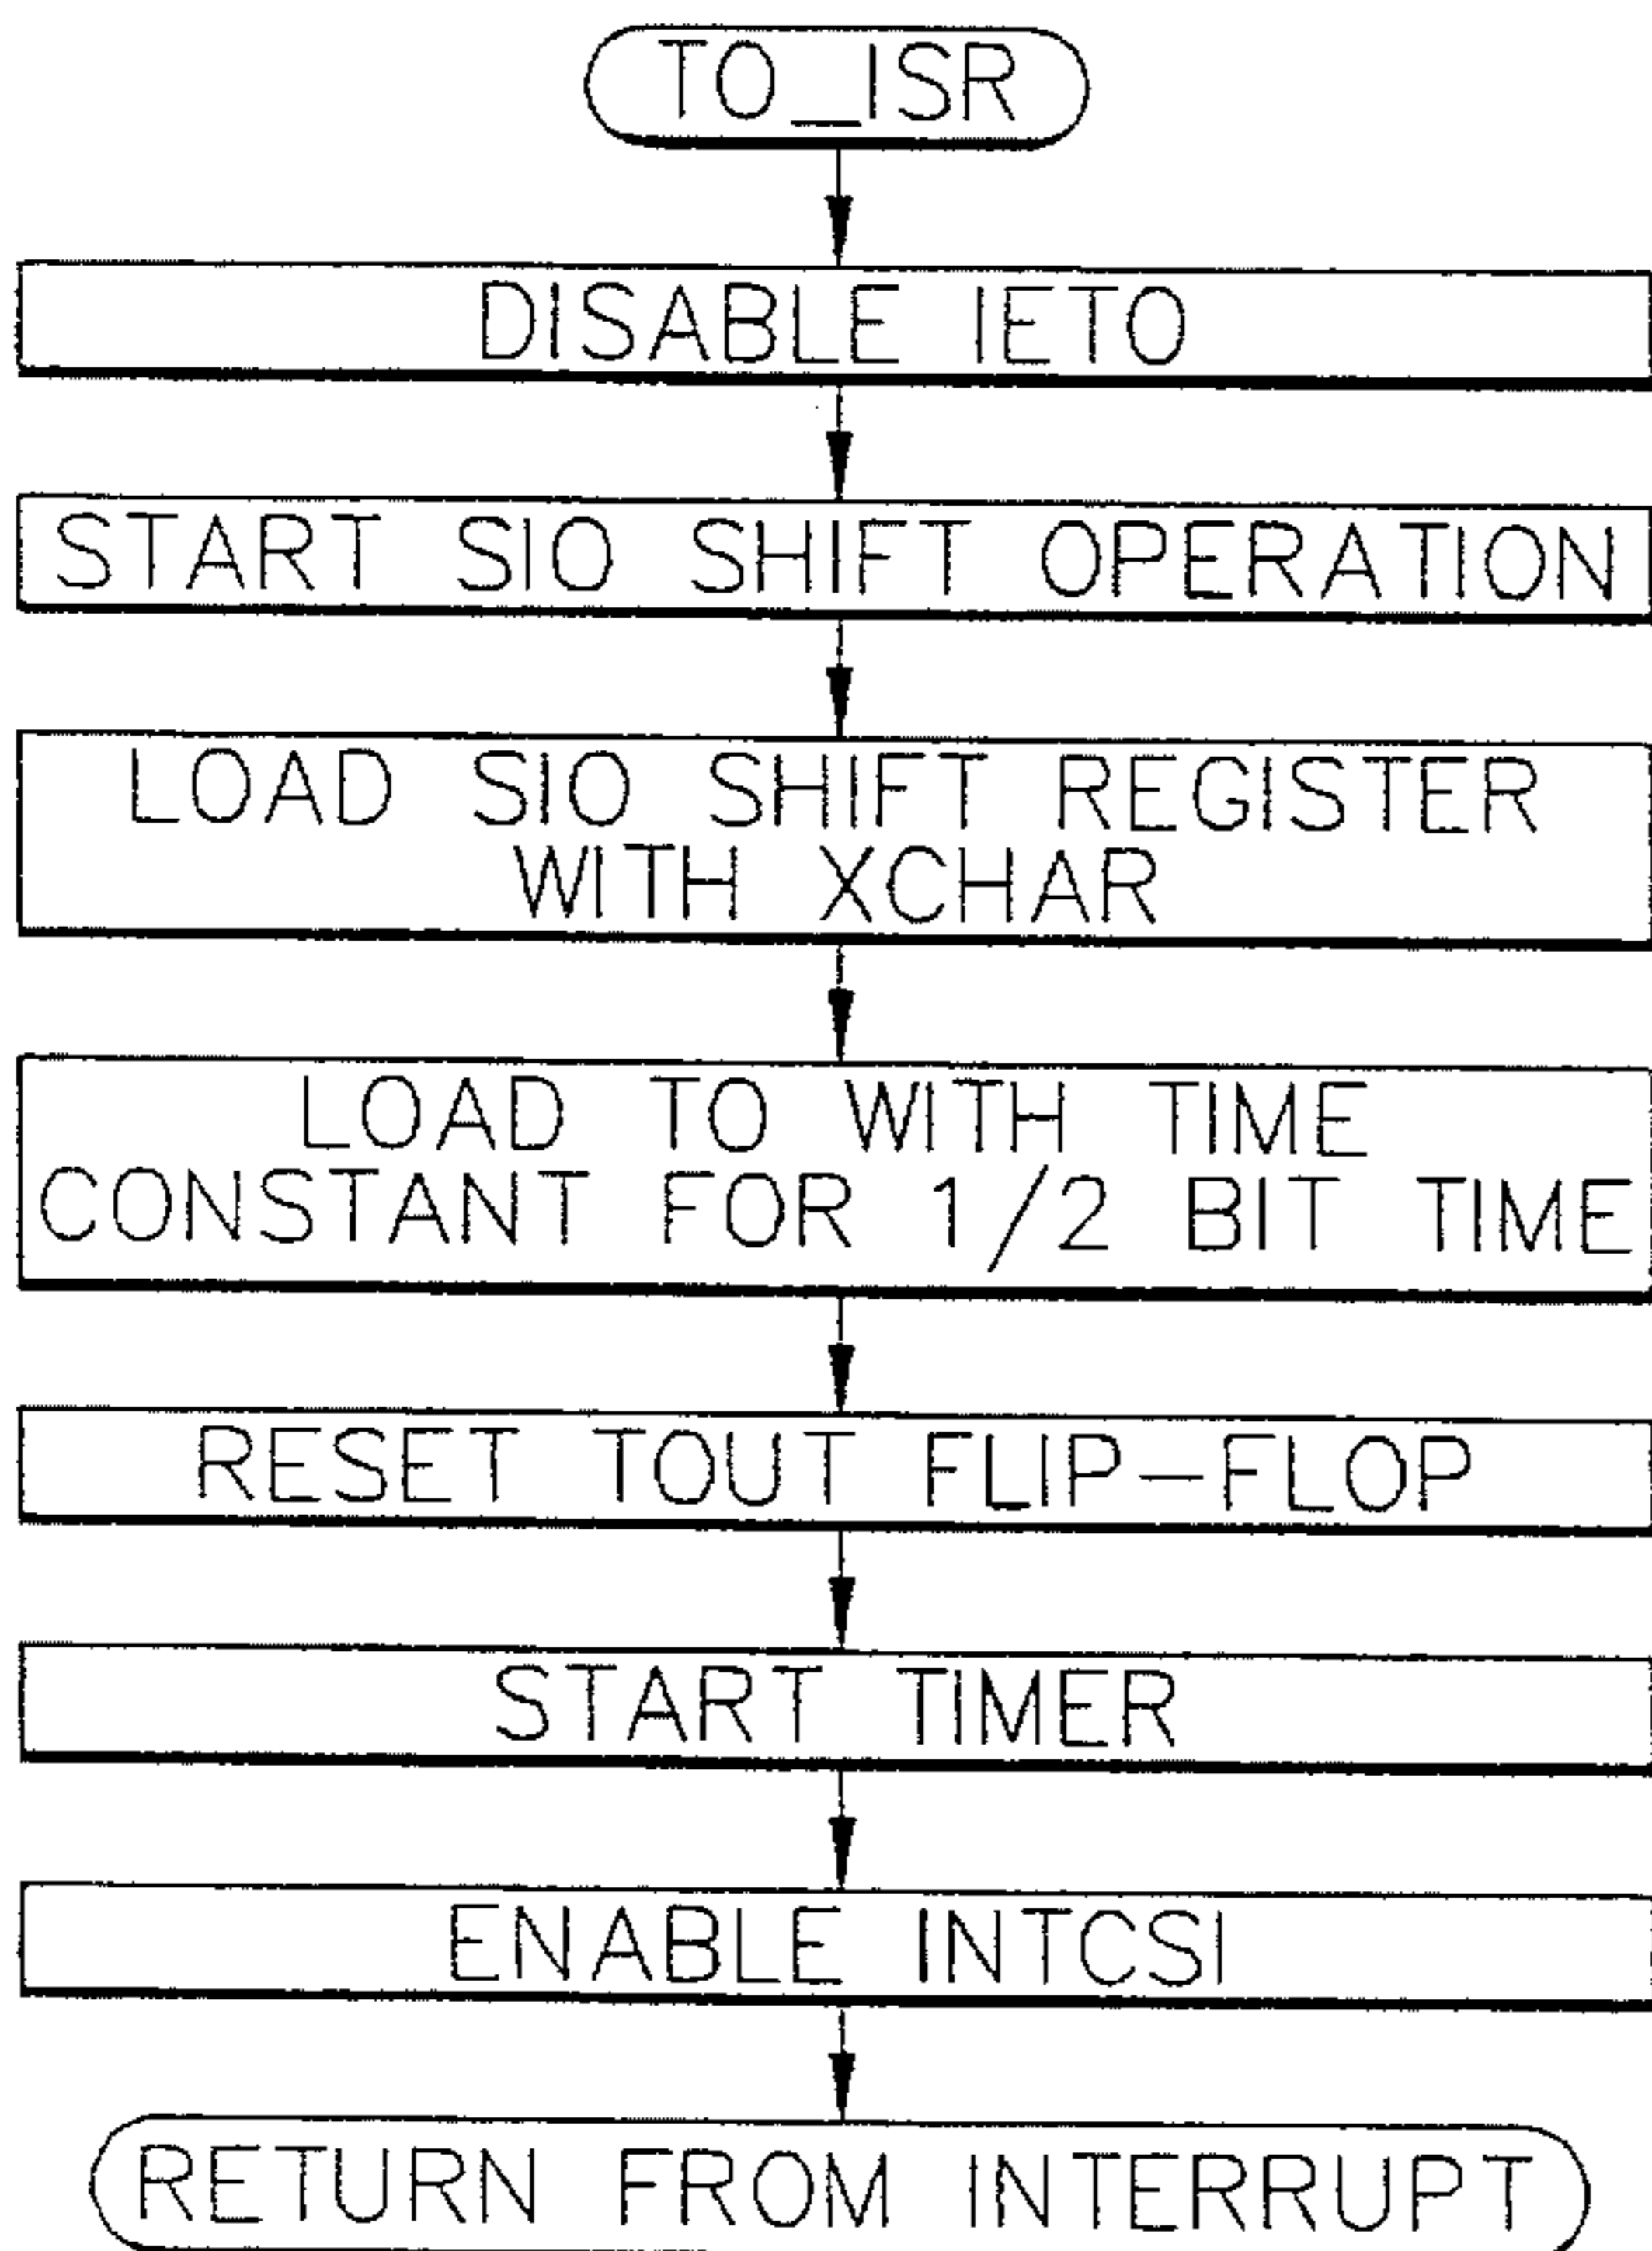 TO_ISR
DISABLE IETO
START SIO SHIFT OPERATION
LOAD SIO SHIFT REGISTER
WITH XCHAR
LOAD TO WITH TIME
CONSTANT FOR 1/2 BIT TIME
RESET TOUT FLIP-FLOP
START TIMER
ENABLE INTCSI
RETURN FROM INTERRUPT